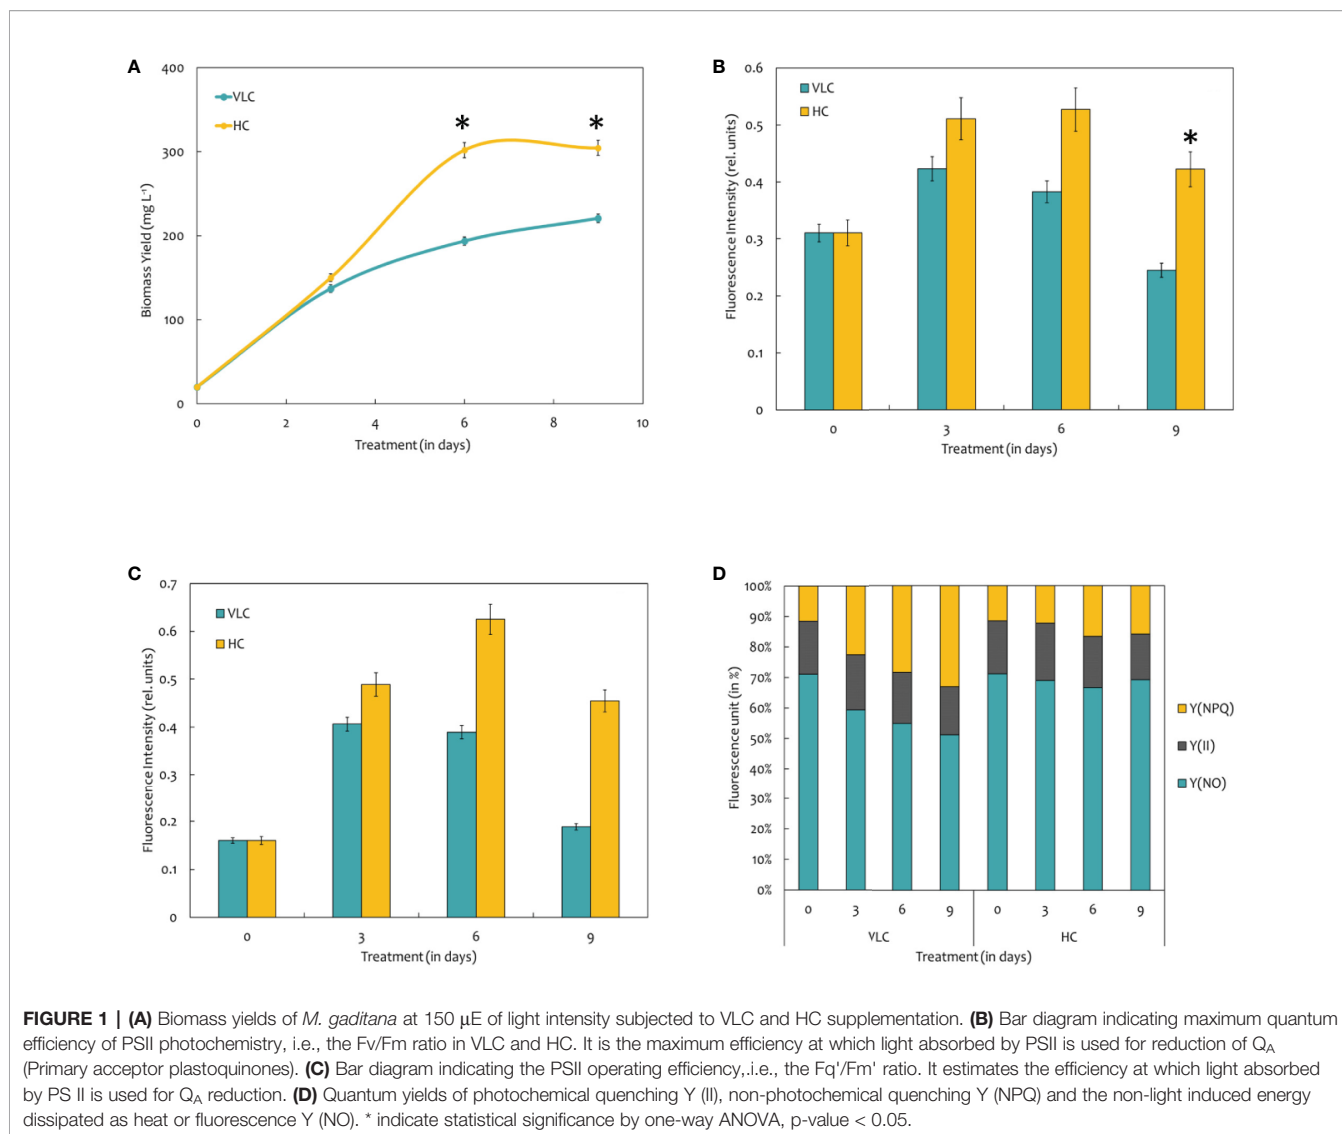 A
400
300
200
100
0
Biomass Yield (mg L⁻¹)
VLC
HC
*
*
0 2 4 6 8 10
Treatment (in days)
B
0.6
0.5
0.4
0.3
0.2
0.1
0
Fluorescence Intensity (rel. units)
VLC
HC
*
0 3 6 9
Treatment (in days)
C
0.7
0.6
0.5
0.4
0.3
0.2
0.1
0
Fluorescence Intensity (rel. units)
VLC
HC
0 3 6 9
Treatment (in days)
D
100%
90%
80%
70%
60%
50%
40%
30%
20%
10%
0%
Fluorescence unit (in %)
0 3 6 9 0 3 6 9
VLC HC
Treatment (in days)
Y(NPQ)
Y(II)
Y(NO)
FIGURE 1 | (A) Biomass yields of M. gaditana at 150 µE of light intensity subjected to VLC and HC supplementation. (B) Bar diagram indicating maximum quantum
efficiency of PSII photochemistry, i.e., the Fv/Fm ratio in VLC and HC. It is the maximum efficiency at which light absorbed by PSII is used for reduction of QA
(Primary acceptor plastoquinones). (C) Bar diagram indicating the PSII operating efficiency,.i.e., the Fq'/Fm' ratio. It estimates the efficiency at which light absorbed
by PS II is used for QA reduction. (D) Quantum yields of photochemical quenching Y (II), non-photochemical quenching Y (NPQ) and the non-light induced energy
dissipated as heat or fluorescence Y (NO). * indicate statistical significance by one-way ANOVA, p-value < 0.05.